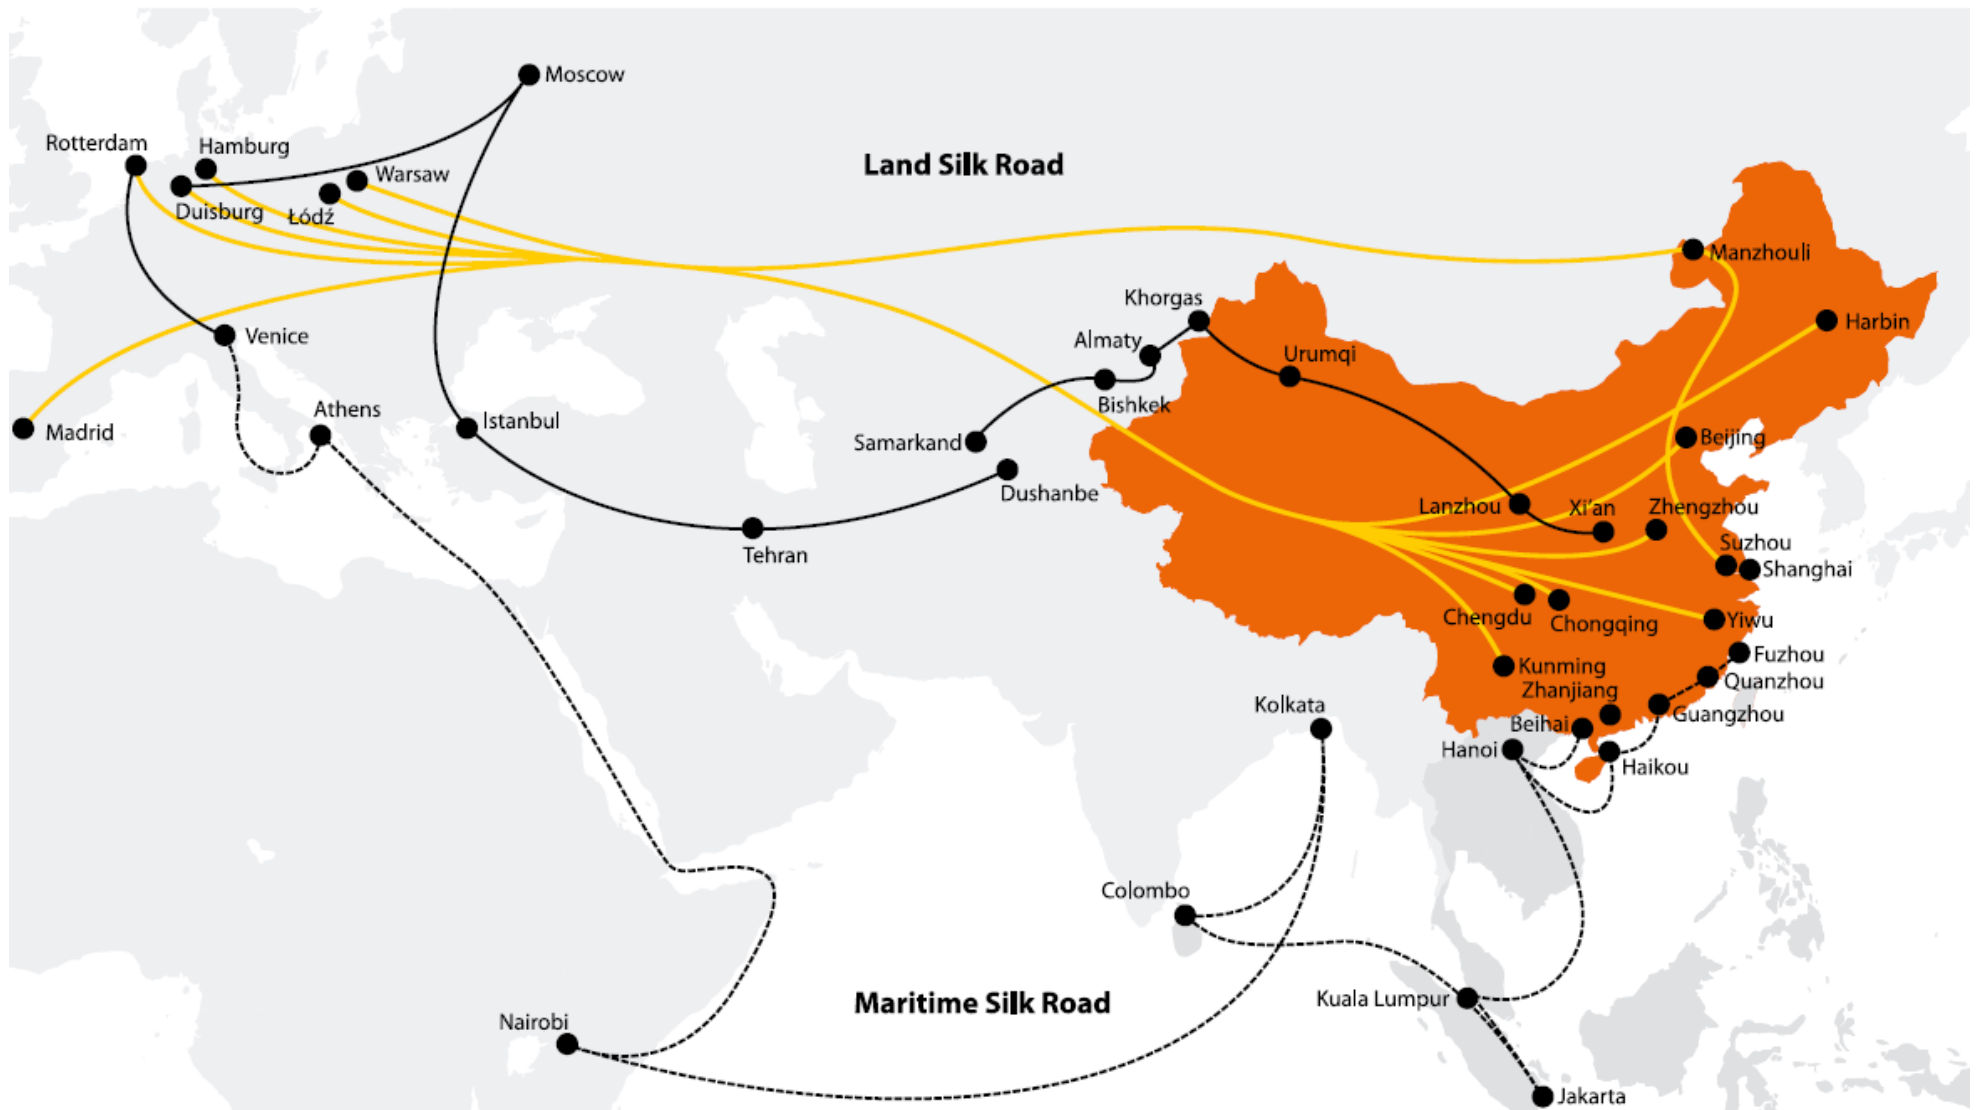 Moscow
Rotterdam
Hamburg
Land Silk Road
Warsaw
Duisburg
Łódź
Manzhouli
Khorgas
Harbin
Venice
Almaty
Urumqi
Bishkek
Athens
Istanbul
Madrid
Samarkand
Beijing
Dushanbe
Lanzhou
Xi'an
Zhengzhou
Tehran
Suzhou
Shanghai
Chengdu
Chongqing
Yiwu
Fuzhou
Kunming
Quanzhou
Zhanjiang
Kolkata
Guangzhou
Beihai
Hanoi
Haikou
Colombo
Maritime Silk Road
Kuala Lumpur
Nairobi
Jakarta